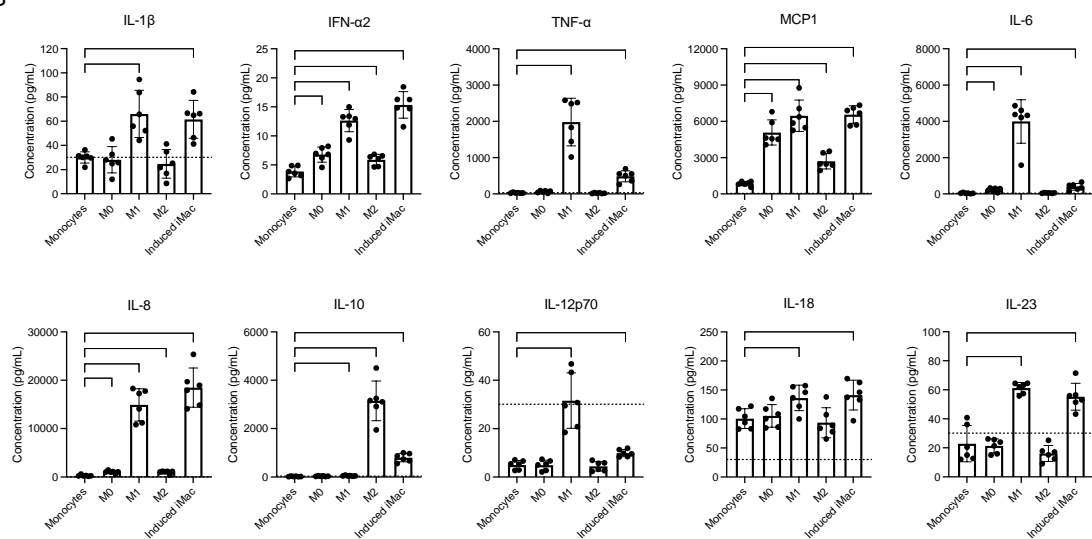 IL-1β
Concentration (pg/mL)
120
100
80
60
40
20
0
Monocytes
M0
M1
M2
Induced iMac
IFN-α2
Concentration (pg/mL)
25
20
15
10
5
0
Monocytes
M0
M1
M2
Induced iMac
TNF-α
Concentration (pg/mL)
4000
3000
2000
1000
0
Monocytes
M0
M1
M2
Induced iMac
MCP1
Concentration (pg/mL)
12000
9000
6000
3000
0
Monocytes
M0
M1
M2
Induced iMac
IL-6
Concentration (pg/mL)
8000
6000
4000
2000
0
Monocytes
M0
M1
M2
Induced iMac
IL-8
Concentration (pg/mL)
30000
20000
10000
0
Monocytes
M0
M1
M2
Induced iMac
IL-10
Concentration (pg/mL)
6000
4000
2000
0
Monocytes
M0
M1
M2
Induced iMac
IL-12p70
Concentration (pg/mL)
60
40
20
0
Monocytes
M0
M1
M2
Induced iMac
IL-18
Concentration (pg/mL)
250
200
150
100
50
0
Monocytes
M0
M1
M2
Induced iMac
IL-23
Concentration (pg/mL)
100
80
60
40
20
0
Monocytes
M0
M1
M2
Induced iMac